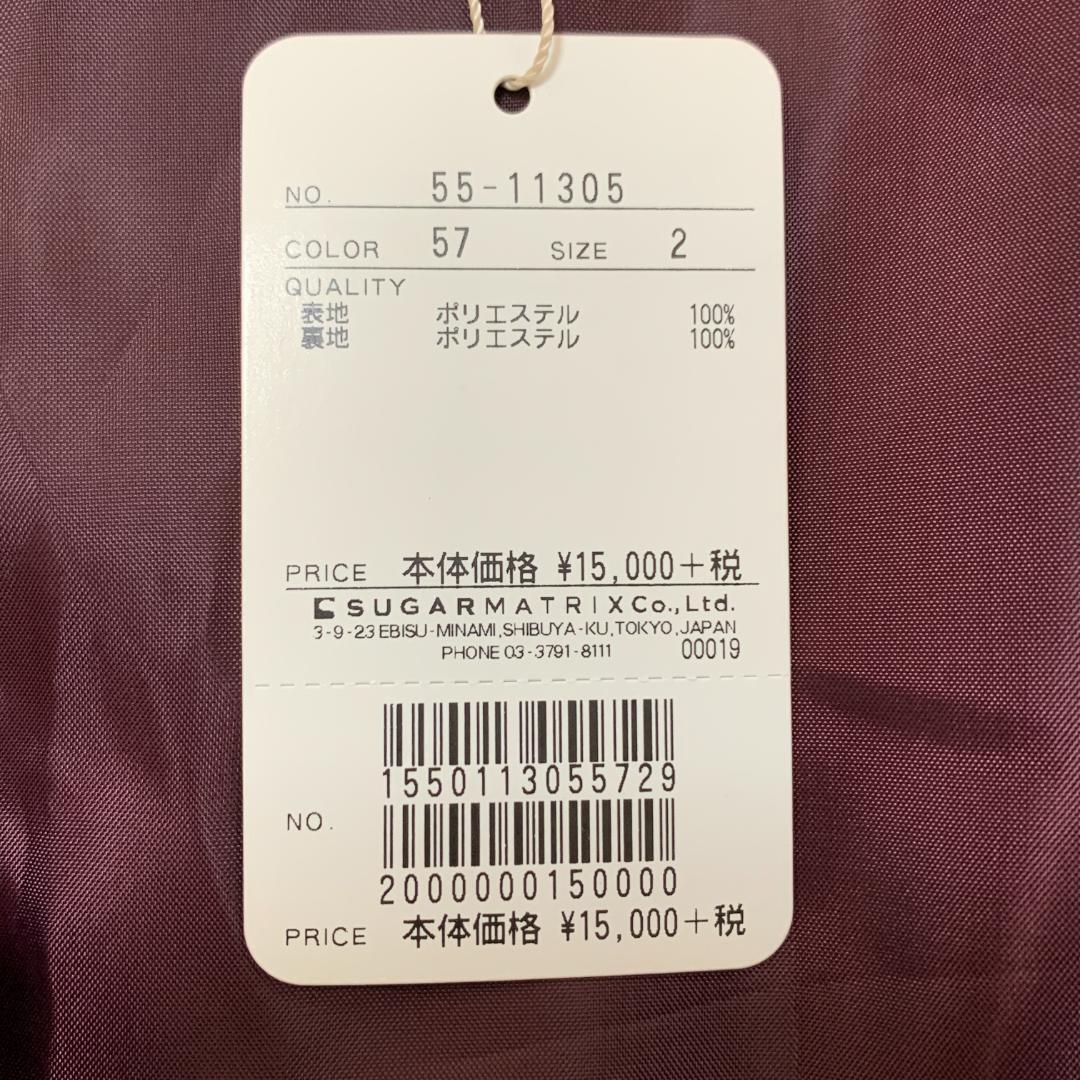 NO. 55-11305
COLOR 57 SIZE 2
QUALITY
表地 ポリエステル 100%
裏地 ポリエステル 100%
PRICE 本体価格 ¥15,000+税
SUGARMATRIX Co.,Ltd.
3-9-23 EBISU-MINAMI, SHIBUYA-KU, TOKYO, JAPAN
PHONE 03-3791-8111 00019
1550113055729
NO.
2000000150000
PRICE 本体価格 ¥15,000+税